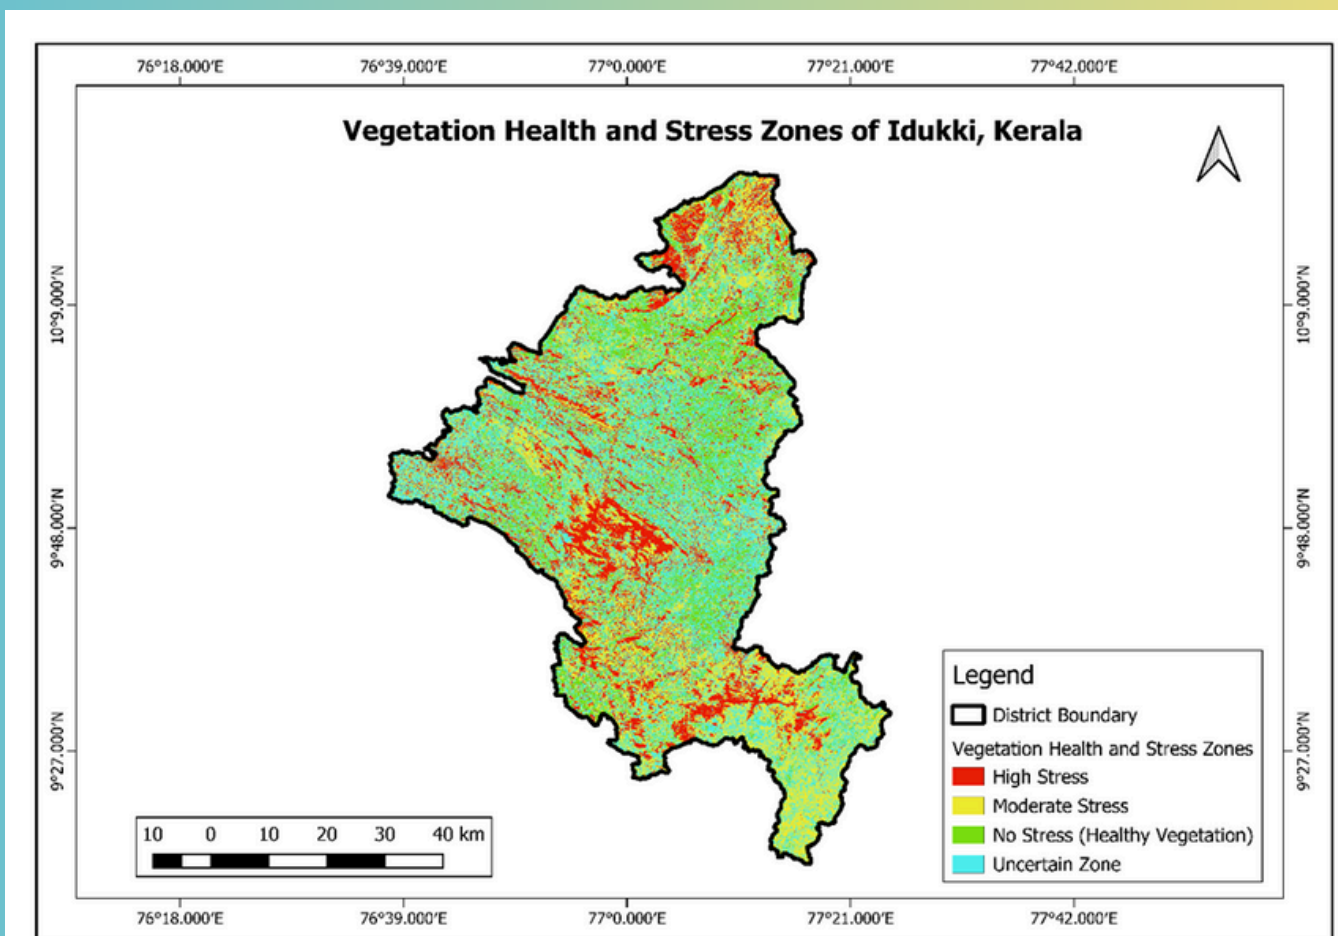 76°18.000′E 76°39.000′E 77°0.000′E 77°21.000′E 77°42.000′E
Vegetation Health and Stress Zones of Idukki, Kerala
10°9.000′N 10°9.000′N
9°48.000′N 9°48.000′N
9°27.000′N 9°27.000′N
Legend
District Boundary
Vegetation Health and Stress Zones
High Stress
Moderate Stress
No Stress (Healthy Vegetation)
Uncertain Zone
10 0 10 20 30 40 km
76°18.000′E 76°39.000′E 77°0.000′E 77°21.000′E 77°42.000′E